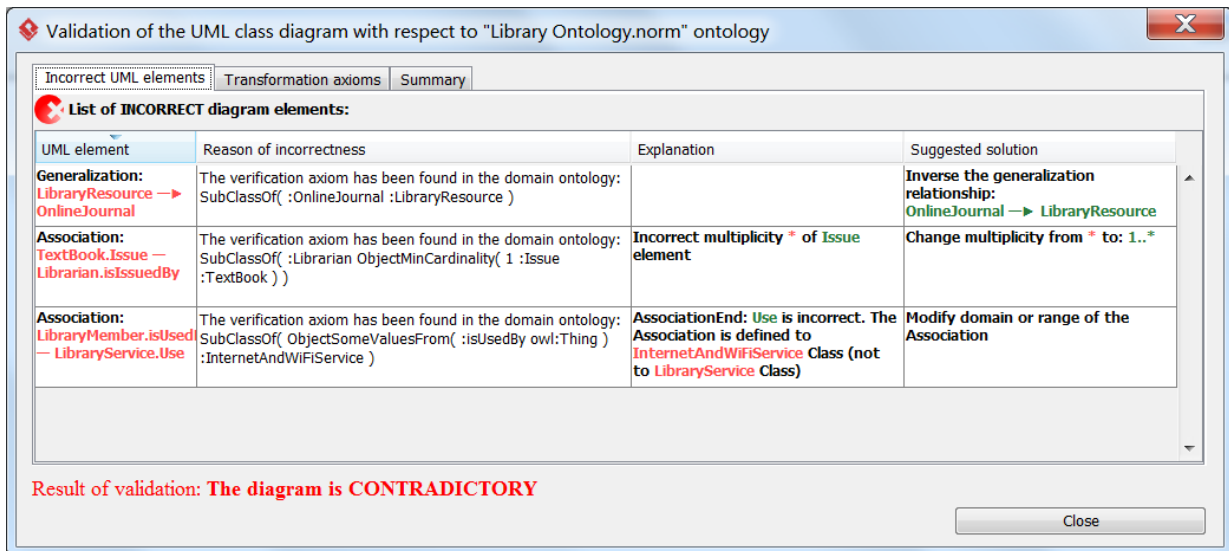 Validation of the UML class diagram with respect to "Library Ontology.norm" ontology
X
Incorrect UML elements Transformation axioms Summary
List of INCORRECT diagram elements:
UML element Reason of incorrectness Explanation Suggested solution
Generalization:
LibraryResource —►
OnlineJournal
The verification axiom has been found in the domain ontology:
SubClassOf( :OnlineJournal :LibraryResource )
Inverse the generalization
relationship:
OnlineJournal —► LibraryResource
Association:
TextBook.Issue —
Librarian.isIssuedBy
The verification axiom has been found in the domain ontology:
SubClassOf( :Librarian ObjectMinCardinality( 1 :Issue
:TextBook ) )
Incorrect multiplicity * of Issue
element
Change multiplicity from * to: 1..*
Association:
LibraryMember.isUsed
— LibraryService.Use
The verification axiom has been found in the domain ontology:
SubClassOf( ObjectSomeValuesFrom( :isUsedBy owl:Thing )
:InternetAndWiFiService )
AssociationEnd: Use is incorrect. The
Association is defined to
InternetAndWiFiService Class (not
to LibraryService Class)
Modify domain or range of the
Association
Result of validation: The diagram is CONTRADICTORY
Close